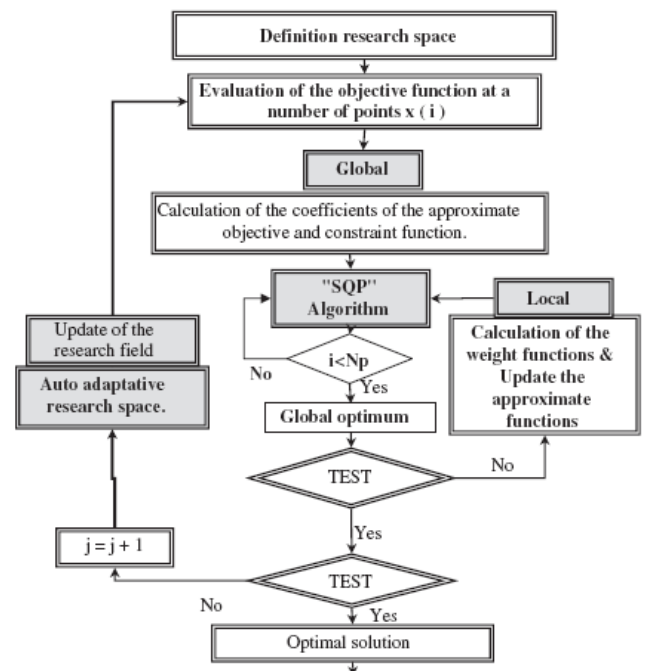 Definition research space
Evaluation of the objective function at a
number of points x ( i )
Global
Calculation of the coefficients of the approximate
objective and constraint function.
"SQP"
Algorithm
Local
Calculation of the
weight functions &
Update the
approximate
functions
Update of the
research field
Auto adaptative
research space.
i<Np
No
Yes
Global optimum
TEST
No
Yes
j = j + 1
TEST
No
Yes
Optimal solution